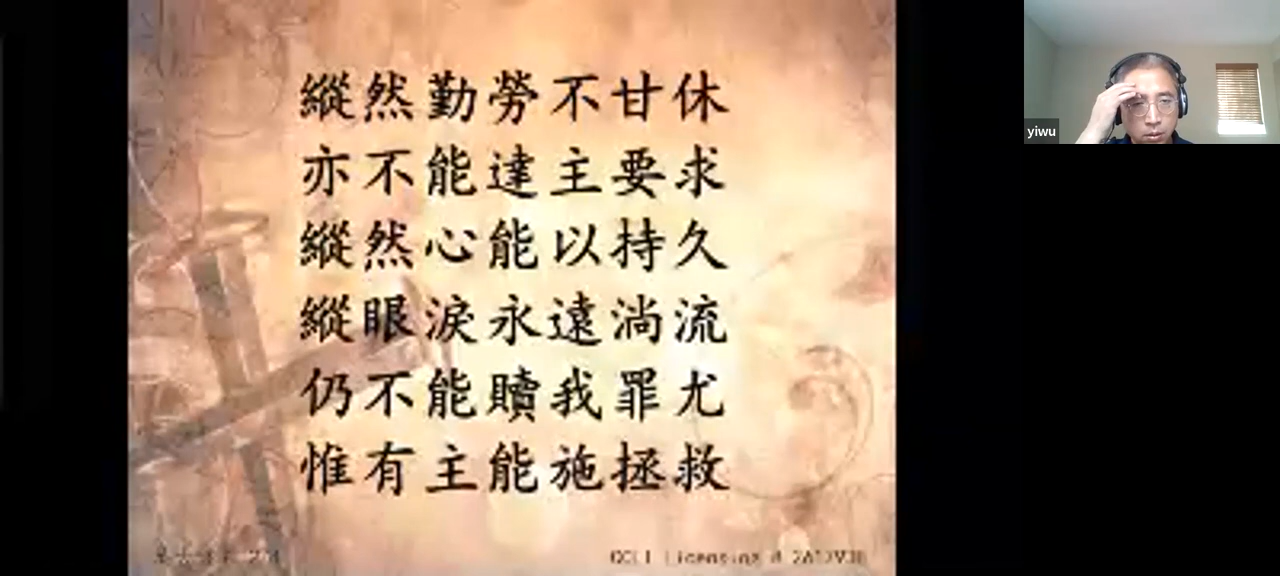 縱然勤勞不甘休
亦不能達主要求
縱然心能以持久
縱眼淚永遠淌流
仍不能贖我罪尤
惟有主能施拯救
CCLI Licensing #
yiwu